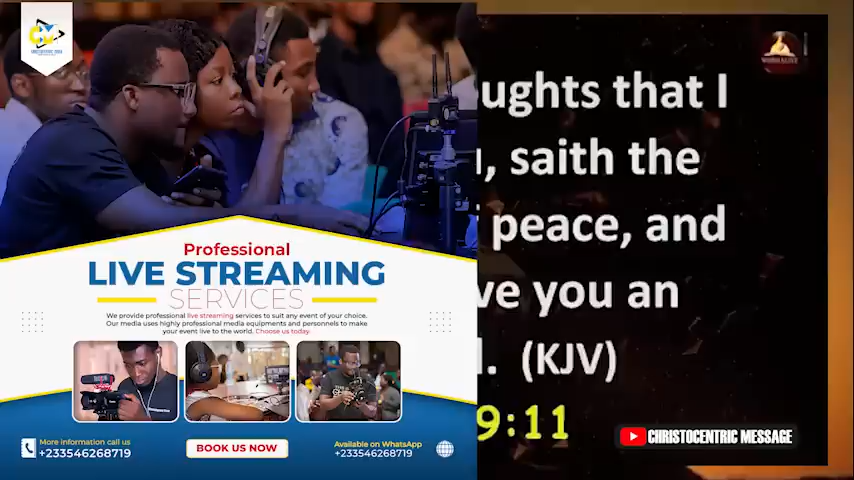 Professional
LIVE STREAMING
SERVICES
We provide professional live streaming services to suit any event of your choice.
Our media uses highly professional media equipments and personnels to make
your event live to the world. Choose us today.
More information call us
+233546268719
BOOK US NOW
Available on WhatsApp
+233546268719
ughts that I
, saith the
peace, and
ve you an
. (KJV)
9:11
CHRISTOCENTRIC MESSAGE